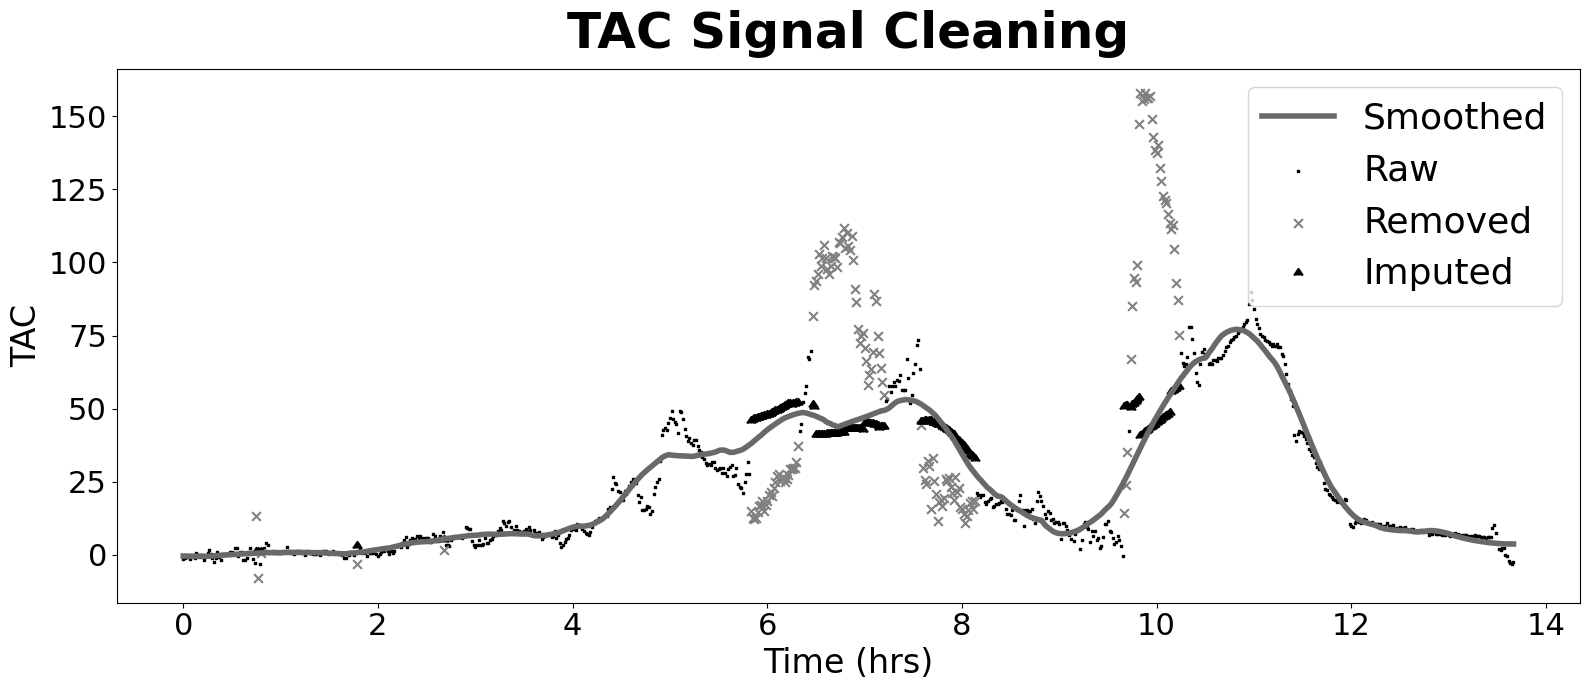 TAC Signal Cleaning
TAC
150
125
100
75
50
25
0
Smoothed
Raw
Removed
Imputed
0 2 4 6 8 10 12 14
Time (hrs)